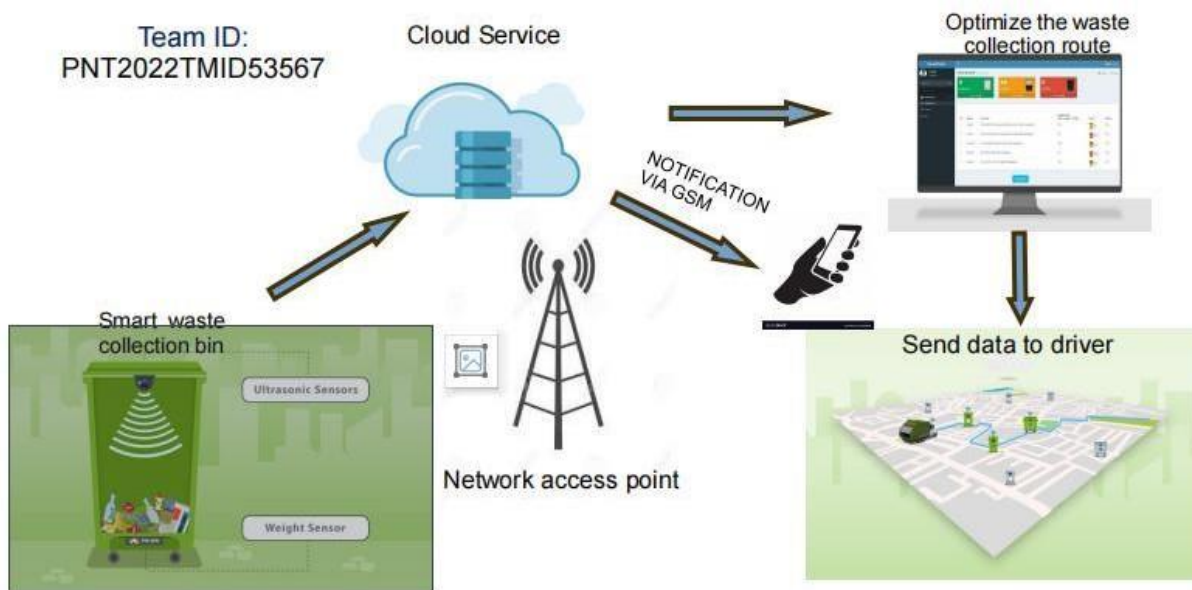 Team ID:
PNT2022TMID53567
Cloud Service
Optimize the waste
collection route
NOTIFICATION
VIA GSM
Smart waste
collection bin
Ultrasonic Sensors
Weight Sensor
Network access point
Send data to driver